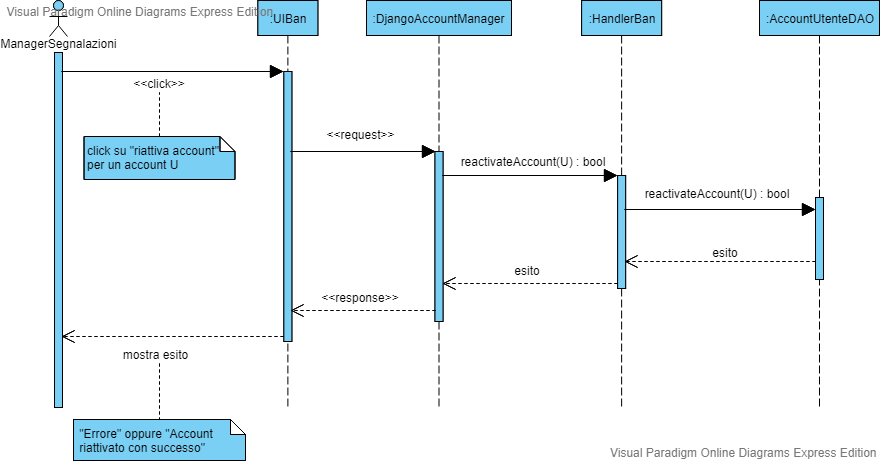 Visual Paradigm Online Diagrams Express Edition
:UIBan
:DjangoAccountManager
:HandlerBan
:AccountUtenteDAO
ManagerSegnalazioni
<<click>>
click su "riattiva account"
per un account U
<<request>>
reactivateAccount(U) : bool
reactivateAccount(U) : bool
esito
esito
<<response>>
mostra esito
"Errore" oppure "Account
riattivato con successo"
Visual Paradigm Online Diagrams Express Edition